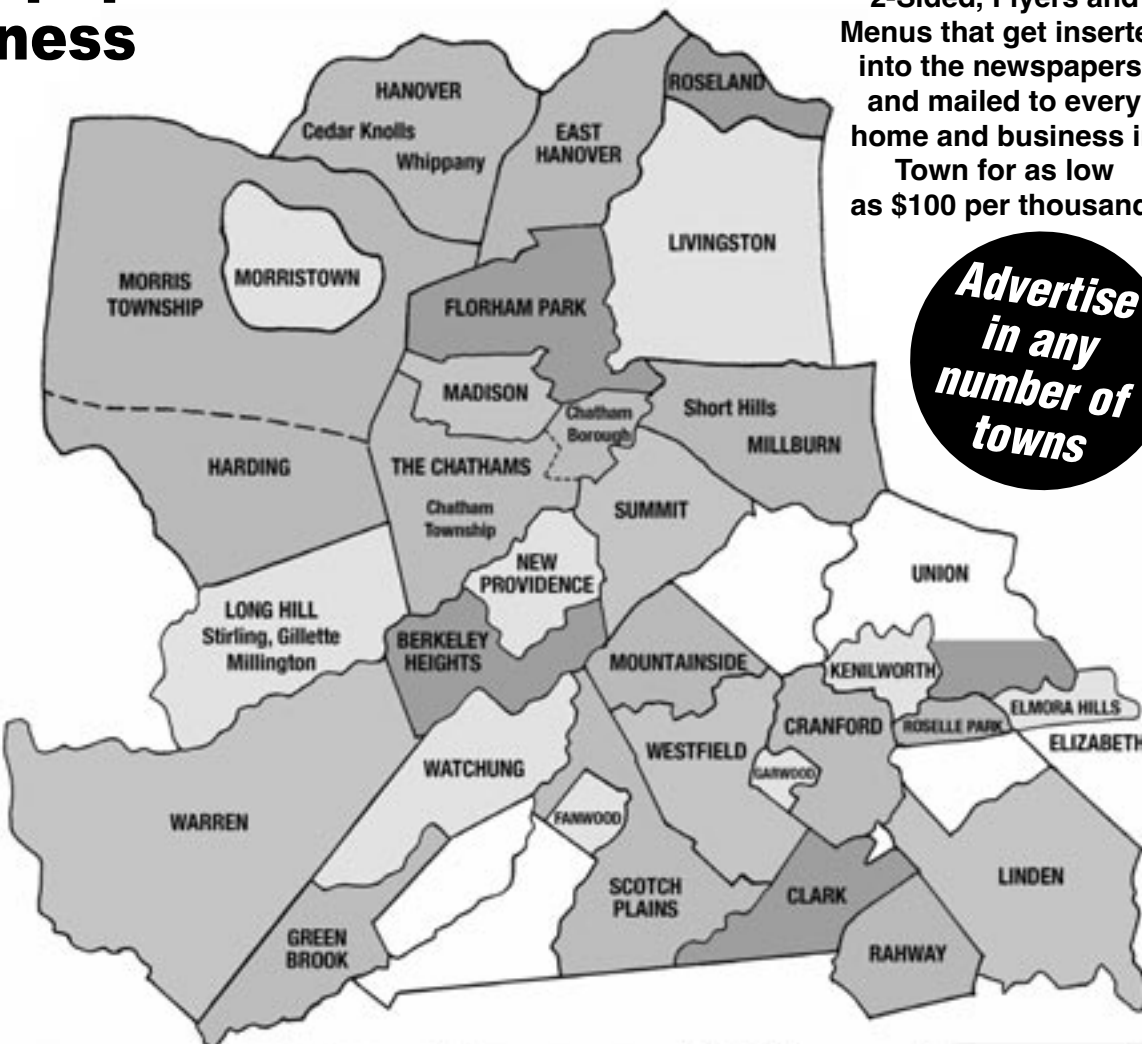 ness
2-Sided, Flyers and
Menus that get inserte
into the newspapers
and mailed to every
home and business i
Town for as low
as $100 per thousand
Advertise
in any
number of
towns
HANOVER
Cedar Knolls
Whippany
EAST
HANOVER
ROSELAND
LIVINGSTON
MORRIS
TOWNSHIP
MORRISTOWN
FLORHAM PARK
MADISON
Chatham
Borough
Short Hills
MILLBURN
HARDING
THE CHATHAMS
Chatham
Township
SUMMIT
NEW
PROVIDENCE
UNION
LONG HILL
Stirling, Gillette
Millington
BERKELEY
HEIGHTS
MOUNTAINSIDE
KENILWORTH
ELMORA HILLS
ROSELLE PARK
CRANFORD
ELIZABETH
WESTFIELD
GARWOOD
WATCHUNG
FANWOOD
WARREN
SCOTCH
PLAINS
CLARK
LINDEN
GREEN
BROOK
RAHWAY